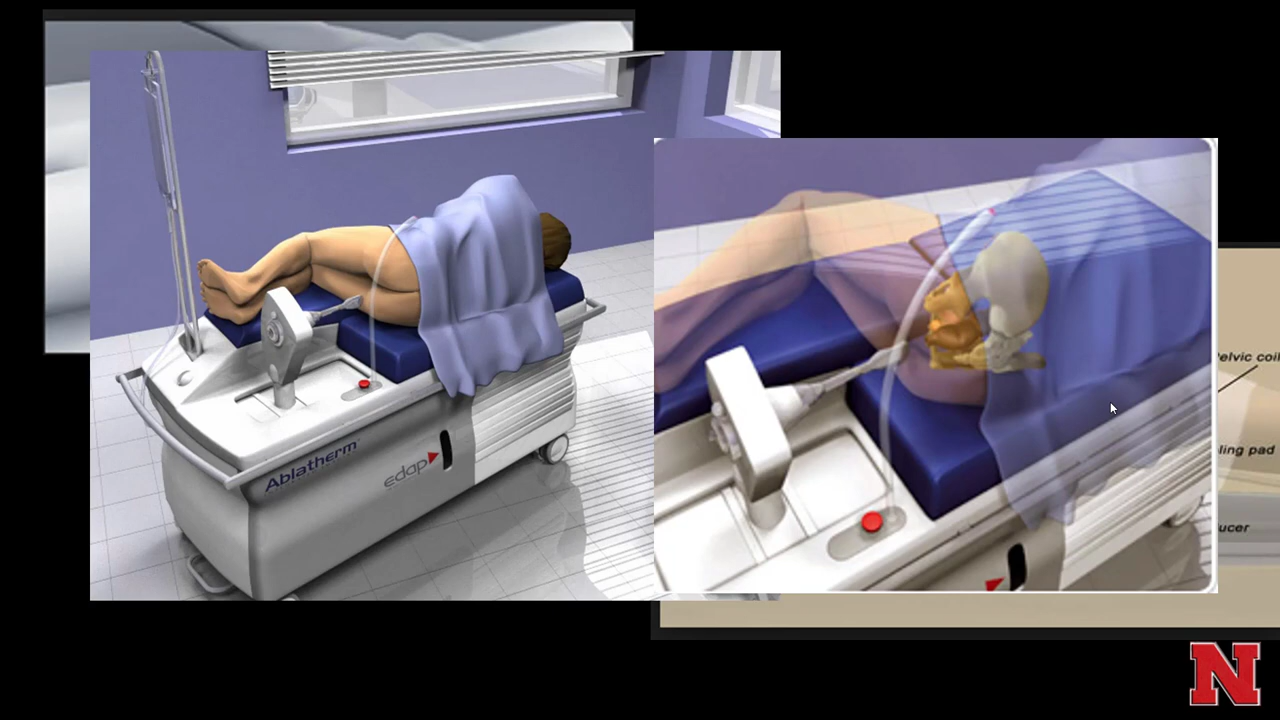 Ablatherm
edap
elvic coil
ling pad
ucer
N